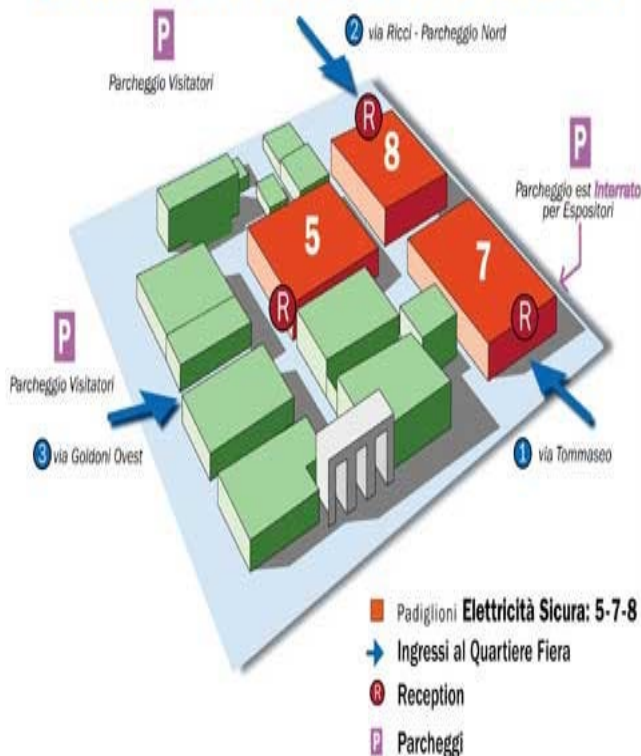 P
Parcheggio Visitatori
2 via Ricci - Parcheggio Nord
R
8
P
Parcheggio est Interrato
per Espositori
5
7
R
R
P
Parcheggio Visitatori
3 via Goldoni Ovest
1 via Tommaseo
Padiglioni Elettricità Sicura: 5-7-8
Ingressi al Quartiere Fiera
R Reception
P Parcheggi